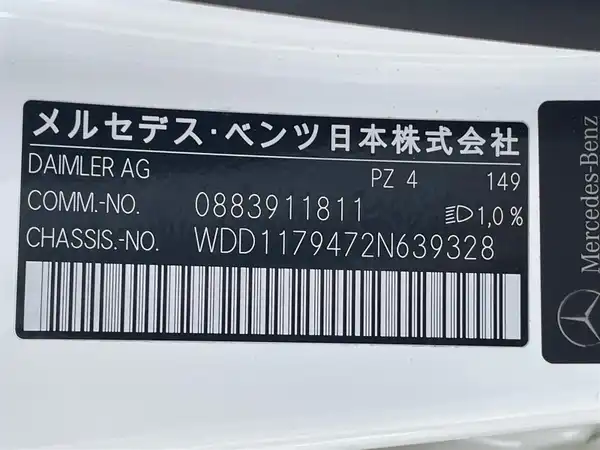 メルセデス・ベンツ日本株式会社
DAIMLER AG PZ 4 149
COMM.-NO. 0883911811 1,0%
CHASSIS.-NO. WDD1179472N639328
Mercedes-Benz